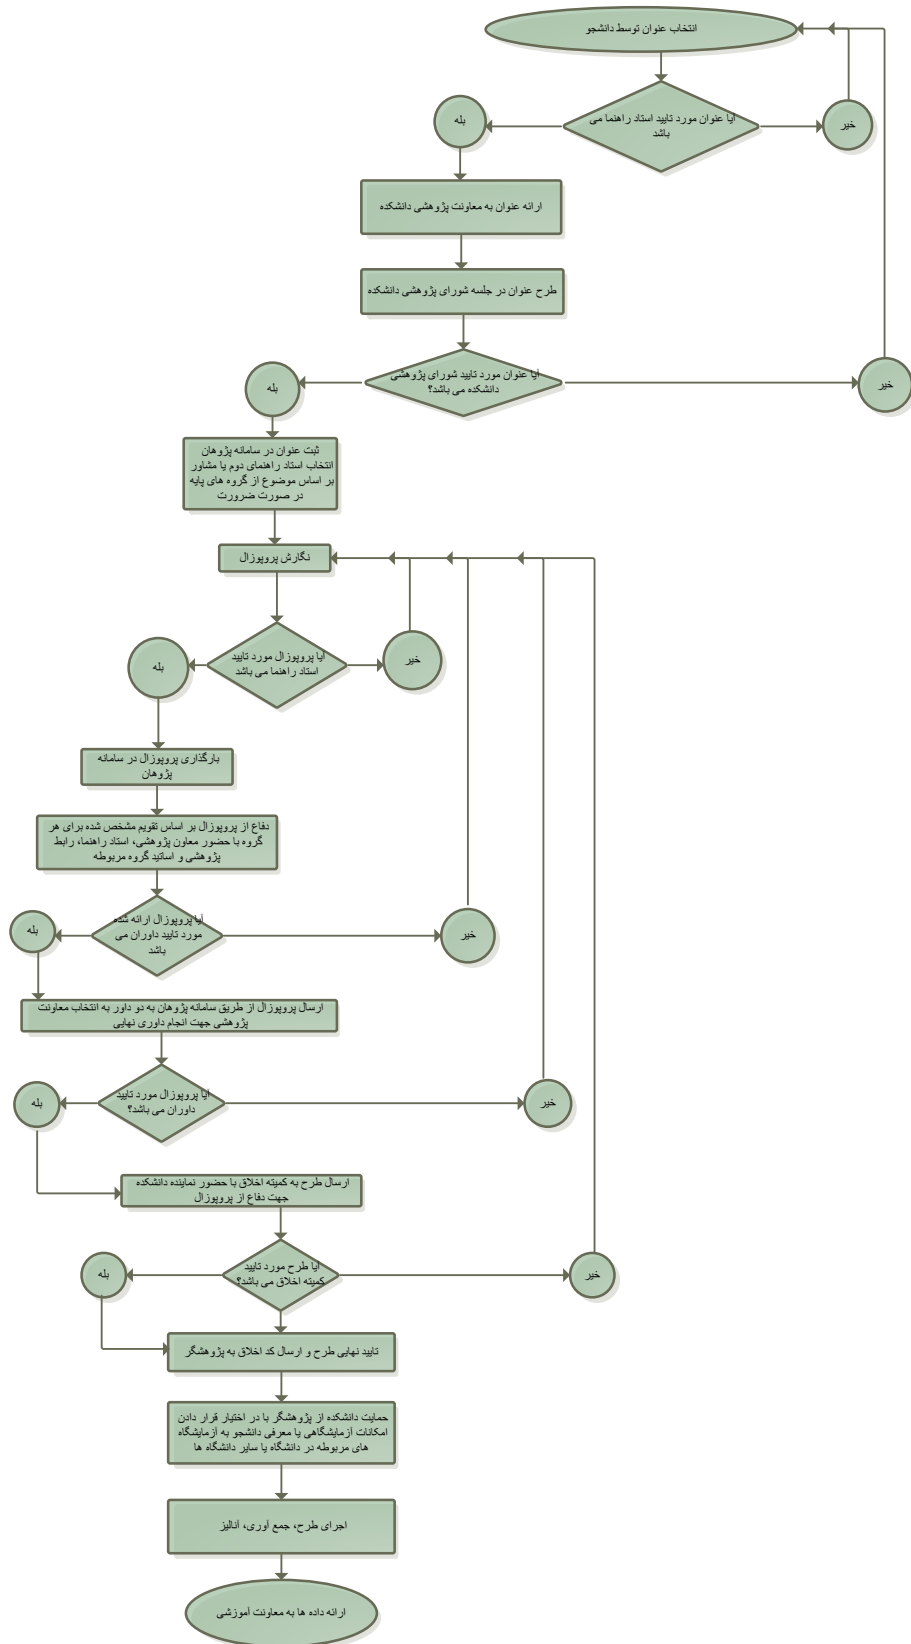 انتخاب عنوان توسط دانشجو
آیا عنوان مورد تایید استاد راهنما می
باشد
خیر
بله
ارائه عنوان به معاونت پژوهشی دانشکده
طرح عنوان در جلسه شورای پژوهشی دانشکده
آیا عنوان مورد تایید شورای پژوهشی
دانشکده می باشد؟
خیر
بله
ثبت عنوان در سامانه پژوهان
انتخاب استاد راهنمای دوم یا مشاور
بر اساس موضوع از گروه های پایه
در صورت ضرورت
نگارش پروپوزال
آیا پروپوزال مورد تایید
استاد راهنما می باشد
خیر
بله
بارگذاری پروپوزال در سامانه
پژوهان
دفاع از پروپوزال بر اساس تقویم مشخص شده برای هر
گروه با حضور معاون پژوهشی، استاد راهنما، رابط
پژوهشی و اساتید گروه مربوطه
آیا پروپوزال ارائه شده
مورد تایید داوران می
باشد
خیر
بله
ارسال پروپوزال از طریق سامانه پژوهان به دو داور به انتخاب معاونت
پژوهشی جهت انجام داوری نهایی
آیا پروپوزال مورد تایید
داوران می باشد؟
خیر
بله
ارسال طرح به کمیته اخلاق با حضور نماینده دانشکده
جهت دفاع از پروپوزال
آیا طرح مورد تایید
کمیته اخلاق می باشد؟
خیر
بله
تایید نهایی طرح و ارسال کد اخلاق به پژوهشگر
حمایت دانشکده از پژوهشگر با در اختیار قرار دادن
امکانات آزمایشگاهی یا معرفی دانشجو به آزمایشگاه
های مربوطه در دانشگاه یا سایر دانشگاه ها
اجرای طرح، جمع آوری، آنالیز
ارائه داده ها به معاونت آموزشی